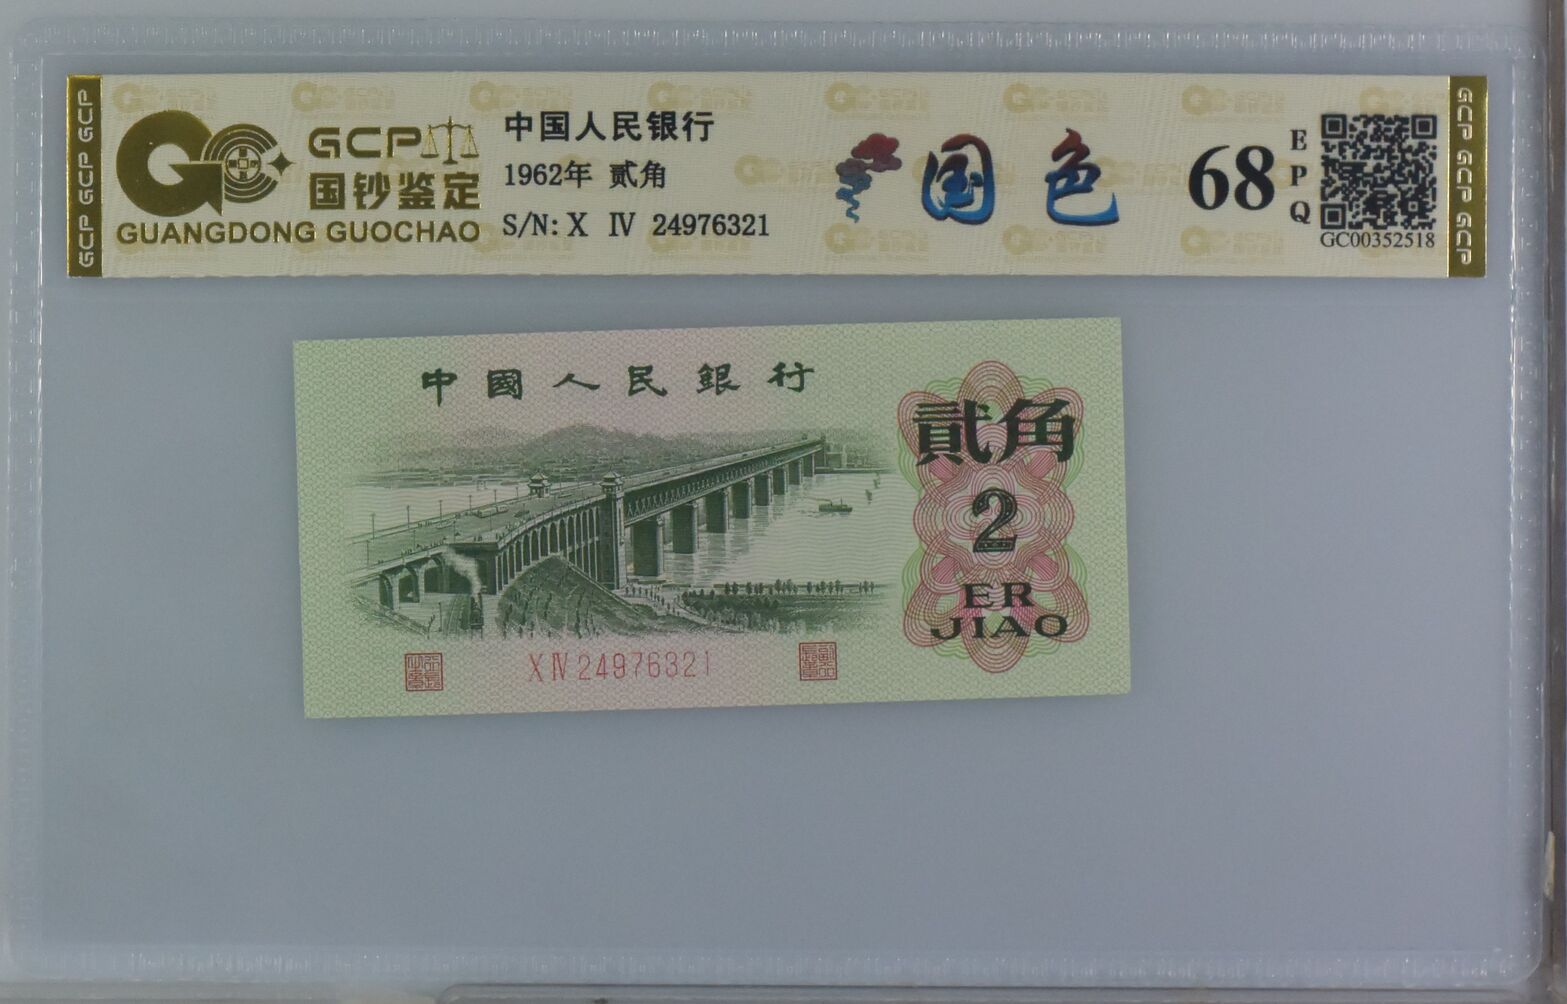 GCP GCP GCP
GCP
国钞鉴定
GUANGDONG GUOCHAO
中国人民银行
1962年 贰角
S/N: X IV 24976321
国色
68
EPQ
GC00352518
GCP GCP GCP
中國人民銀行
貳角
2
ER
JIAO
X IV 24976321